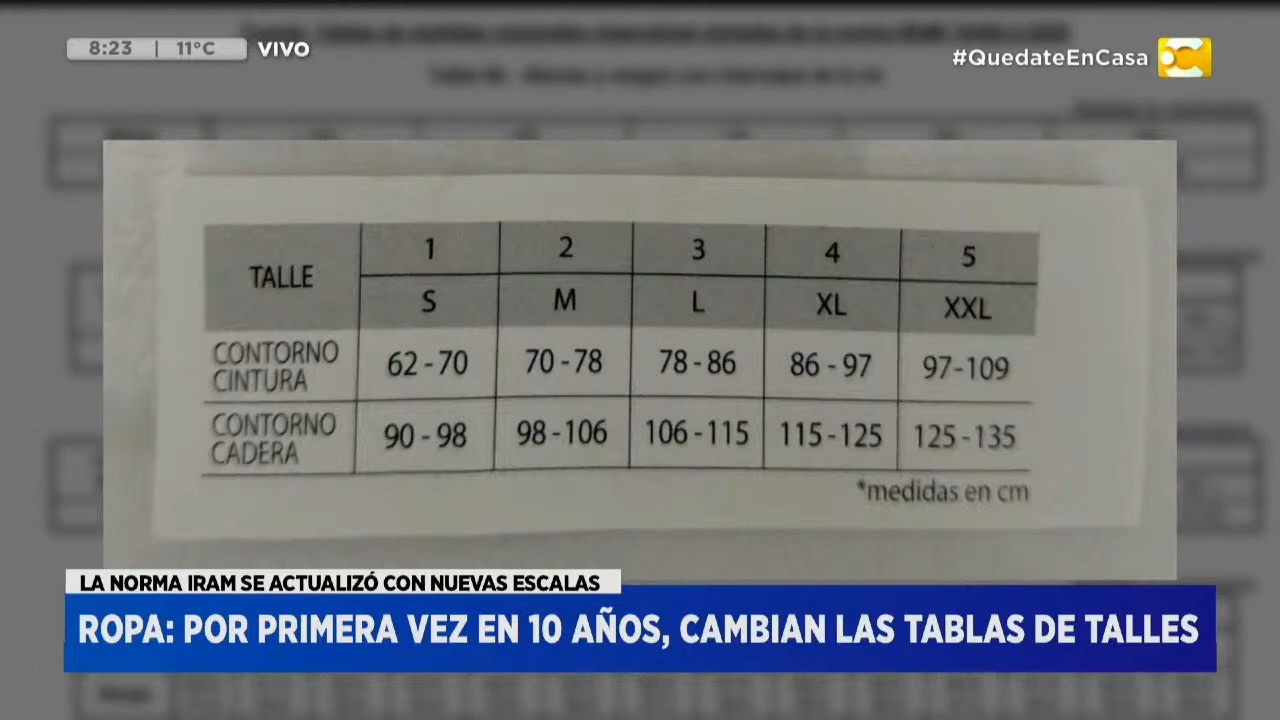 8:23 | 11°C VIVO
#QuedateEnCasa
TALLE 1 2 3 4 5
S M L XL XXL
CONTORNO CINTURA 62 - 70 70 - 78 78 - 86 86 - 97 97 - 109
CONTORNO CADERA 90 - 98 98 - 106 106 - 115 115 - 125 125 - 135
*medidas en cm
LA NORMA IRAM SE ACTUALIZÓ CON NUEVAS ESCALAS
ROPA: POR PRIMERA VEZ EN 10 AÑOS, CAMBIAN LAS TABLAS DE TALLES